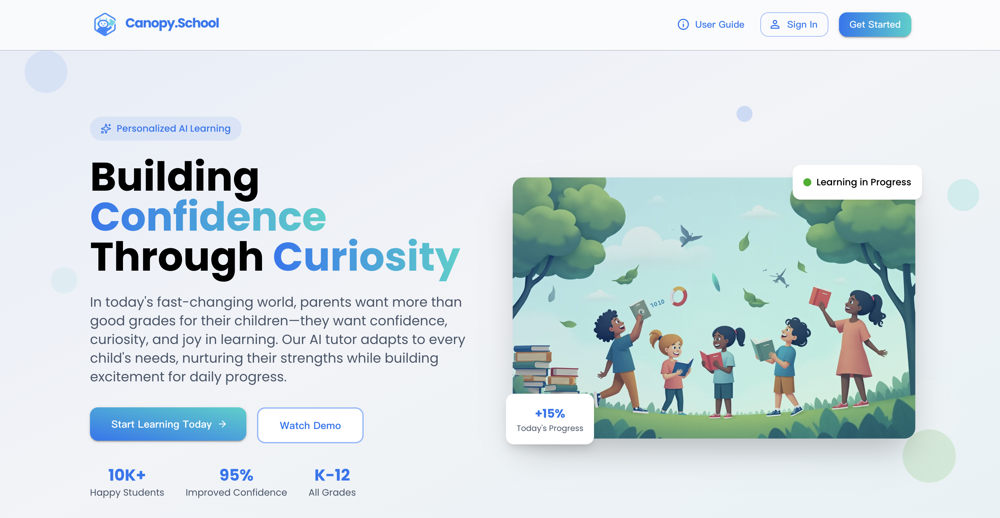 Canopy.School
User Guide
Sign In
Get Started
Personalized AI Learning
Building
Confidence
Through Curiosity
In today's fast-changing world, parents want more than
good grades for their children—they want confidence,
curiosity, and joy in learning. Our AI tutor adapts to every
child's needs, nurturing their strengths while building
excitement for daily progress.
Start Learning Today →
Watch Demo
10K+
Happy Students
95%
Improved Confidence
K-12
All Grades
Learning in Progress
1010
+15%
Today's Progress